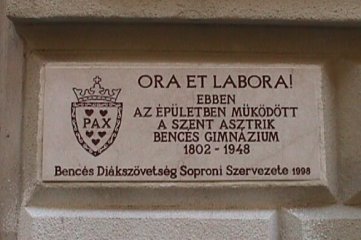 PAX
ORA ET LABORA!
EBBEN
AZ ÉPÜLETBEN MŰKÖDÖTT
A SZENT ASZTRIK
BENCÉS GIMNÁZIUM
1802 - 1948
Bencés Diákszövetség Soproni Szervezete 1998